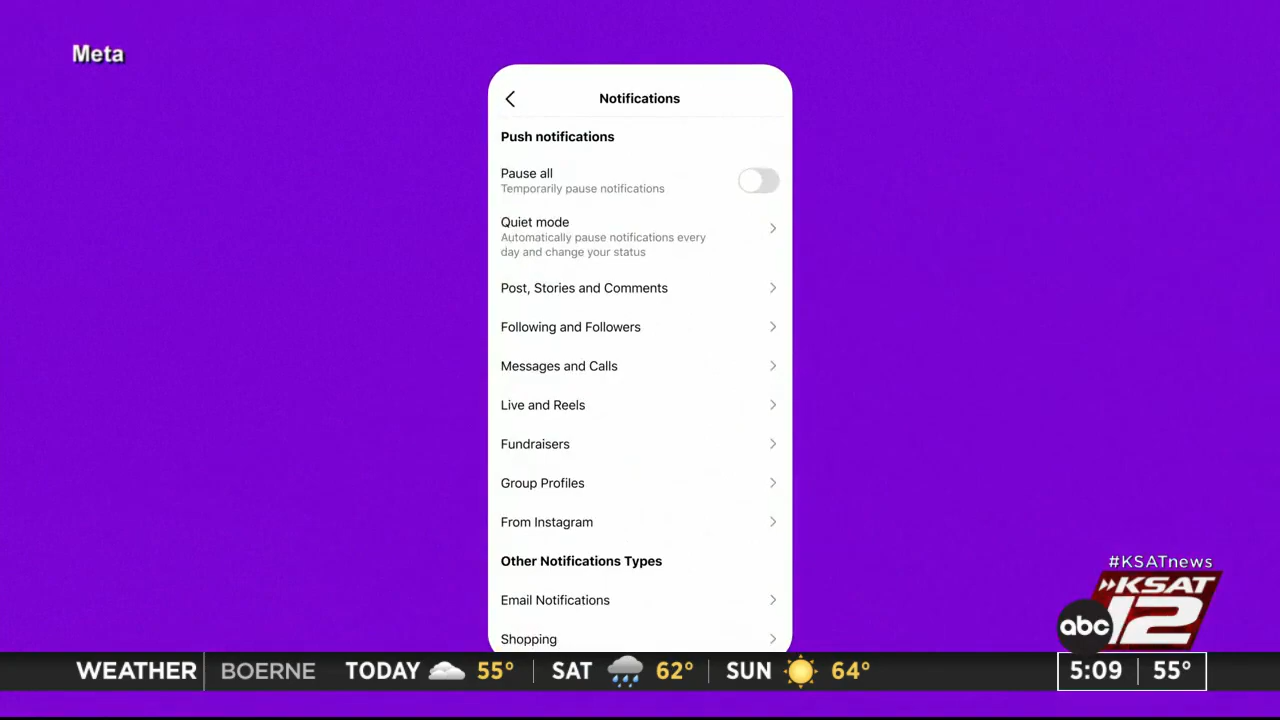 Meta
Notifications
Push notifications
Pause all
Temporarily pause notifications
Quiet mode
Automatically pause notifications every
day and change your status
Post, Stories and Comments
Following and Followers
Messages and Calls
Live and Reels
Fundraisers
Group Profiles
From Instagram
Other Notifications Types
Email Notifications
Shopping
#KSATnews
KSAT
abc 12
WEATHER BOERNE TODAY 55° SAT 62° SUN 64° 5:09 55°